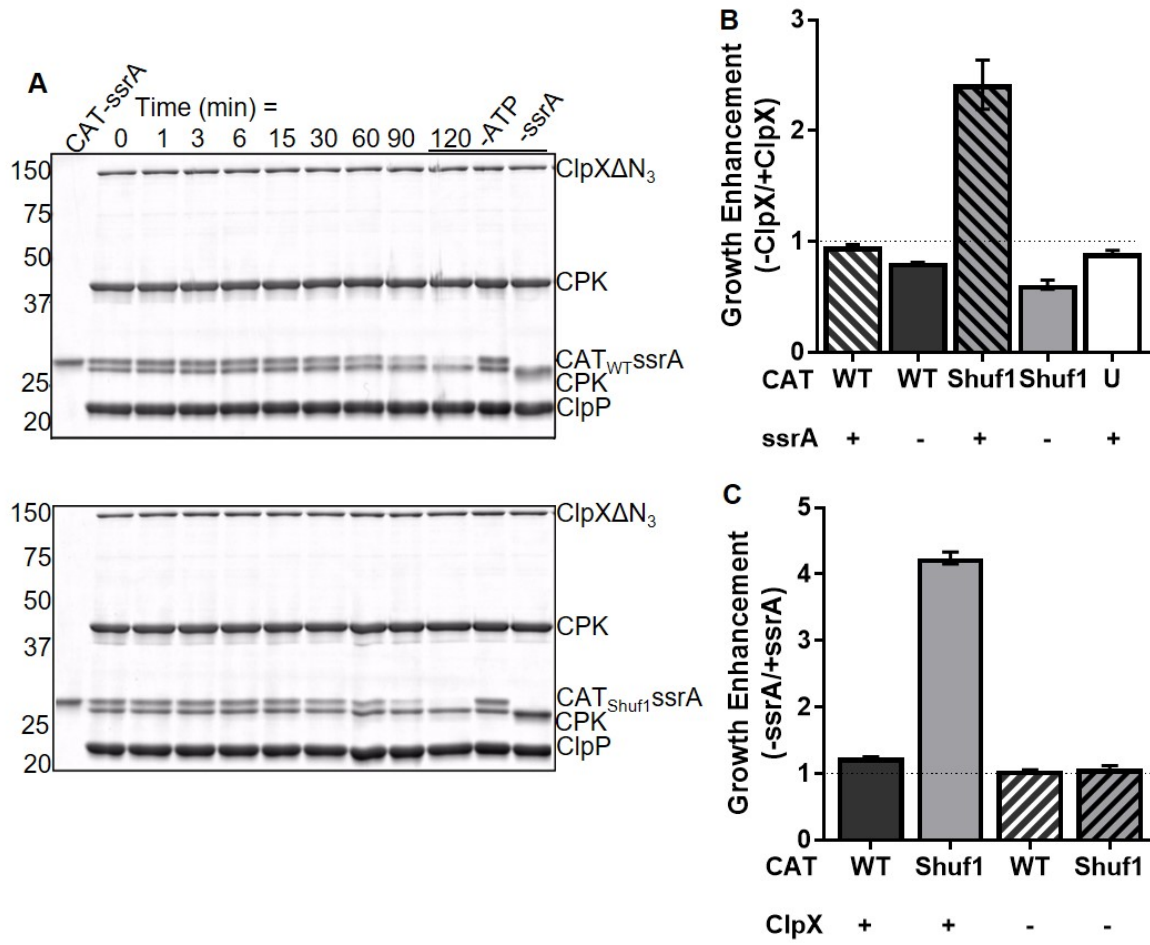 A
CAT-ssrA
Time (min) =
0 1 3 6 15 30 60 90 120 -ATP -ssrA
150
75
50
37
25
20
ClpXΔN3
CPK
CATWTssrA
CPK
ClpP
150
75
50
37
25
20
ClpXΔN3
CPK
CATShuf1ssrA
CPK
ClpP
B
Growth Enhancement
(-ClpX/+ClpX)
3
2
1
0
CAT WT WT Shuf1 Shuf1 U
ssrA + - + - +
C
Growth Enhancement
(-ssrA/+ssrA)
5
4
3
2
1
0
CAT WT Shuf1 WT Shuf1
ClpX + + - -